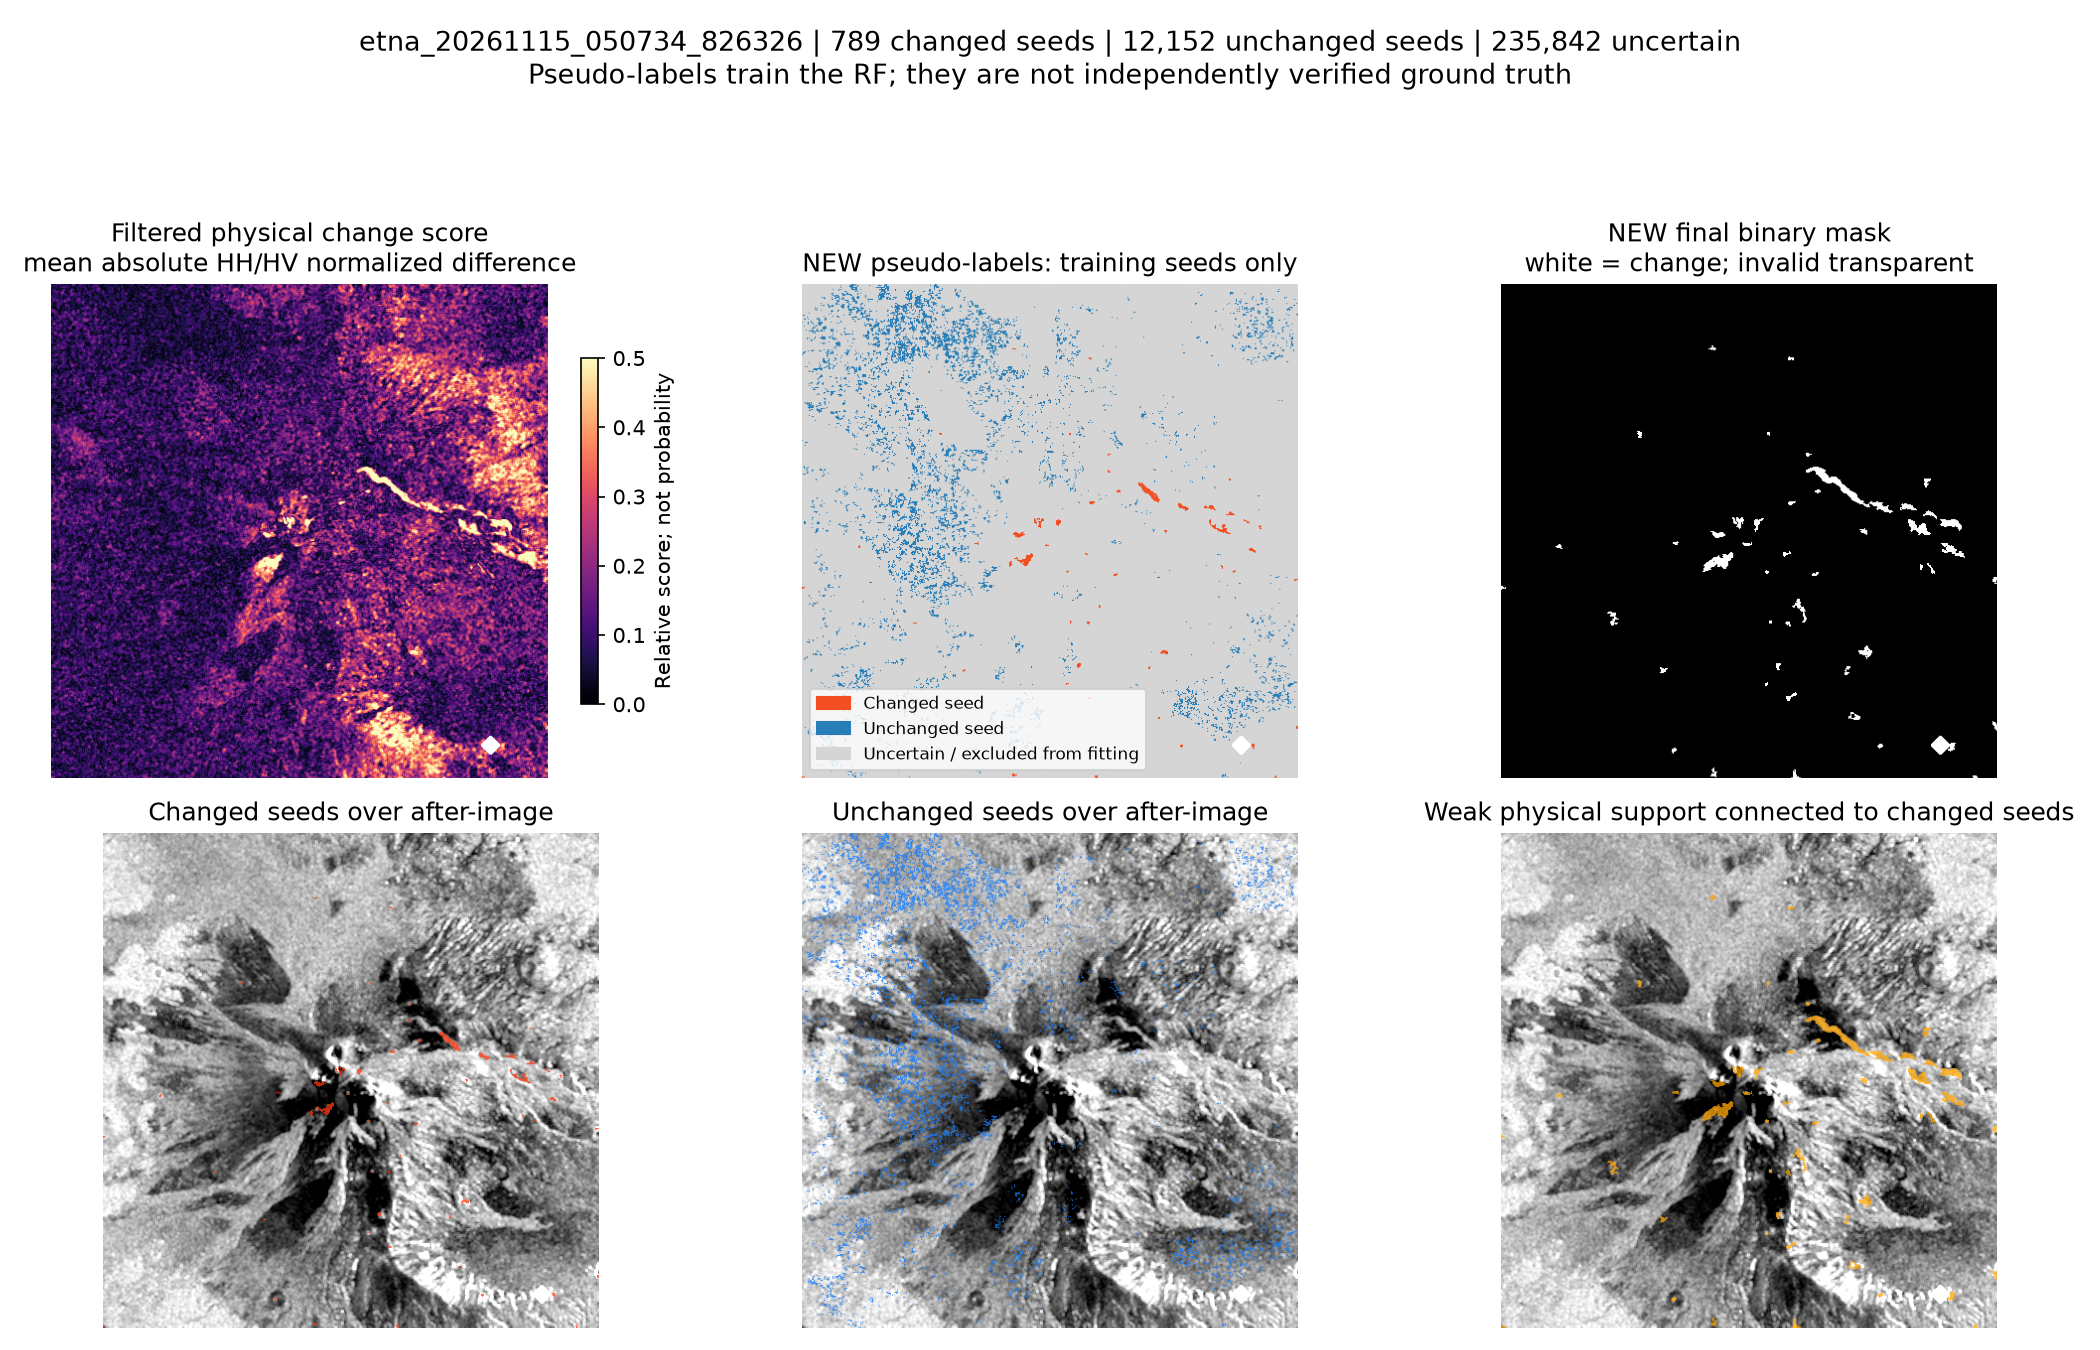 etna_20261115_050734_826326 | 789 changed seeds | 12,152 unchanged seeds | 235,842 uncertain
Pseudo-labels train the RF; they are not independently verified ground truth
Filtered physical change score
mean absolute HH/HV normalized difference
0.5
0.4
0.3
0.2
0.1
0.0
Relative score; not probability
NEW pseudo-labels: training seeds only
Changed seed
Unchanged seed
Uncertain / excluded from fitting
NEW final binary mask
white = change; invalid transparent
Changed seeds over after-image
Unchanged seeds over after-image
Weak physical support connected to changed seeds